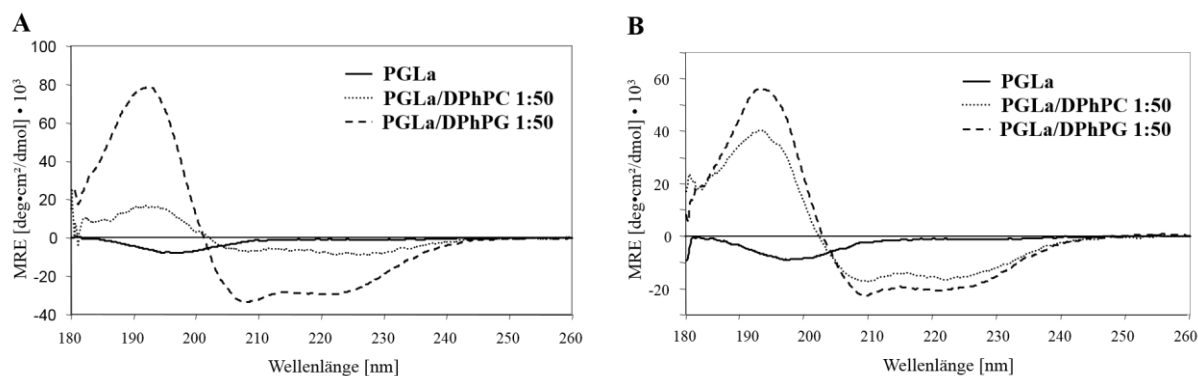 A
MRE [deg•cm²/dmol] • 10³
100
80
60
40
20
0
-20
-40
PGLa
PGLa/DPhPC 1:50
PGLa/DPhPG 1:50
180 190 200 210 220 230 240 250 260
Wellenlänge [nm]
B
MRE [deg•cm²/dmol] • 10³
60
40
20
0
-20
PGLa
PGLa/DPhPC 1:50
PGLa/DPhPG 1:50
180 190 200 210 220 230 240 250 260
Wellenlänge [nm]